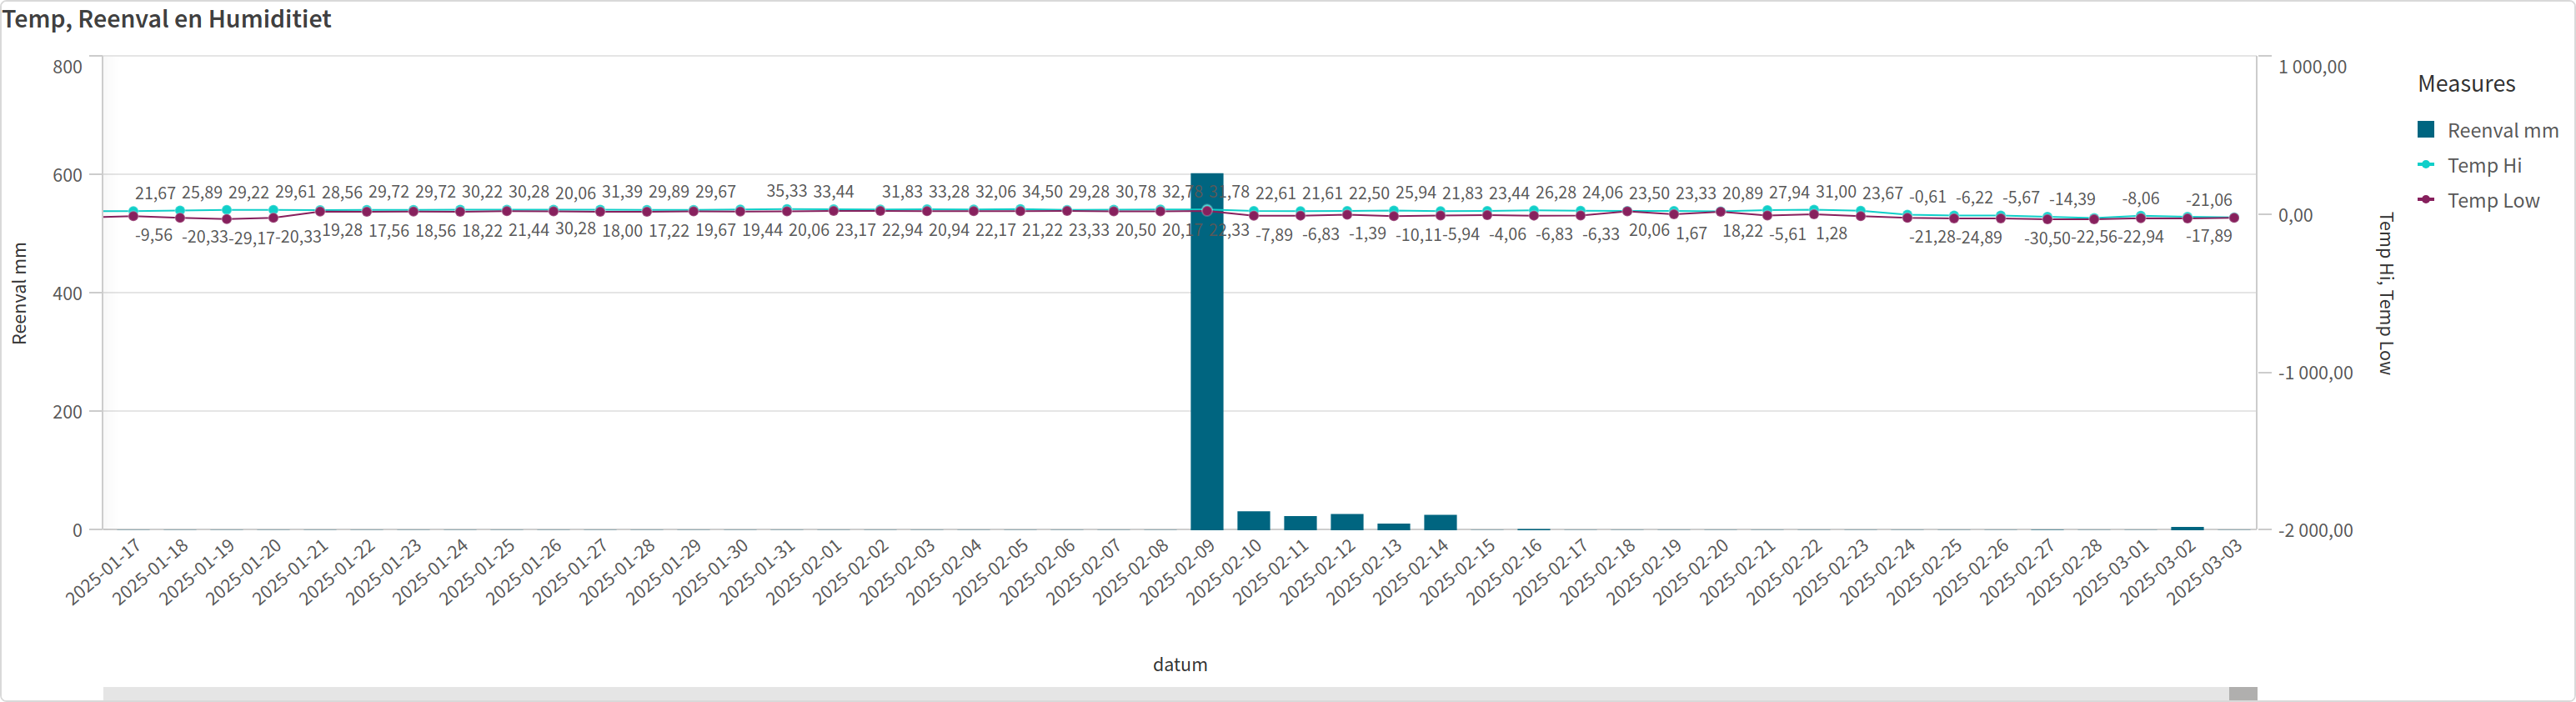 Temp, Reenval en Humiditiet
800
600
400
200
0
Reenval mm
1 000,00
0,00
-1 000,00
-2 000,00
Temp Hi, Temp Low
Measures
Reenval mm
Temp Hi
Temp Low
21,67 25,89 29,22 29,61 28,56 29,72 29,72 30,22 30,28 20,06 31,39 29,89 29,67 35,33 33,44 31,83 33,28 32,06 34,50 29,28 30,78 32,78 31,78 22,61 21,61 22,50 25,94 21,83 23,44 26,28 24,06 23,50 23,33 20,89 27,94 31,00 23,67 -0,61 -6,22 -5,67 -14,39 -8,06 -21,06
-9,56 -20,33 -29,17 -20,33 19,28 17,56 18,56 18,22 21,44 30,28 18,00 17,22 19,67 19,44 20,06 23,17 22,94 20,94 22,17 21,22 23,33 20,50 20,17 22,33 -7,89 -6,83 -1,39 -10,11 -5,94 -4,06 -6,83 -6,33 20,06 1,67 18,22 -5,61 1,28 -21,28 -24,89 -30,50 -22,56 -22,94 -17,89
2025-01-17 2025-01-18 2025-01-19 2025-01-20 2025-01-21 2025-01-22 2025-01-23 2025-01-24 2025-01-25 2025-01-26 2025-01-27 2025-01-28 2025-01-29 2025-01-30 2025-01-31 2025-02-01 2025-02-02 2025-02-03 2025-02-04 2025-02-05 2025-02-06 2025-02-07 2025-02-08 2025-02-09 2025-02-10 2025-02-11 2025-02-12 2025-02-13 2025-02-14 2025-02-15 2025-02-16 2025-02-17 2025-02-18 2025-02-19 2025-02-20 2025-02-21 2025-02-22 2025-02-23 2025-02-24 2025-02-25 2025-02-26 2025-02-27 2025-02-28 2025-03-01 2025-03-02 2025-03-03
datum